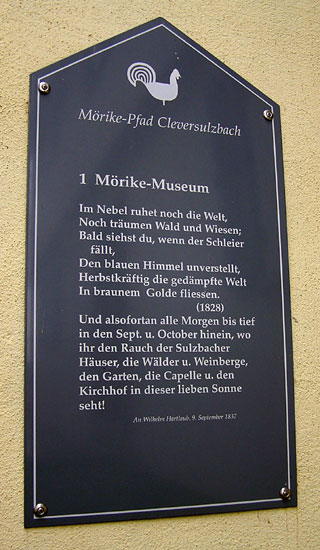 Mörike-Pfad Cleversulzbach
1 Mörike-Museum
Im Nebel ruhet noch die Welt,
Noch träumen Wald und Wiesen;
Bald siehst du, wenn der Schleier
fällt,
Den blauen Himmel unverstellt,
Herbstkräftig die gedämpfte Welt
In braunem Golde fliessen.
(1828)
Und alsofortan alle Morgen bis tief
in den Sept. u. October hinein, wo
ihr den Rauch der Sulzbacher
Häuser, die Wälder u. Weinberge,
den Garten, die Capelle u. den
Kirchhof in dieser lieben Sonne
seht!
An Wilhelm Hartlaub, 9. September 1837